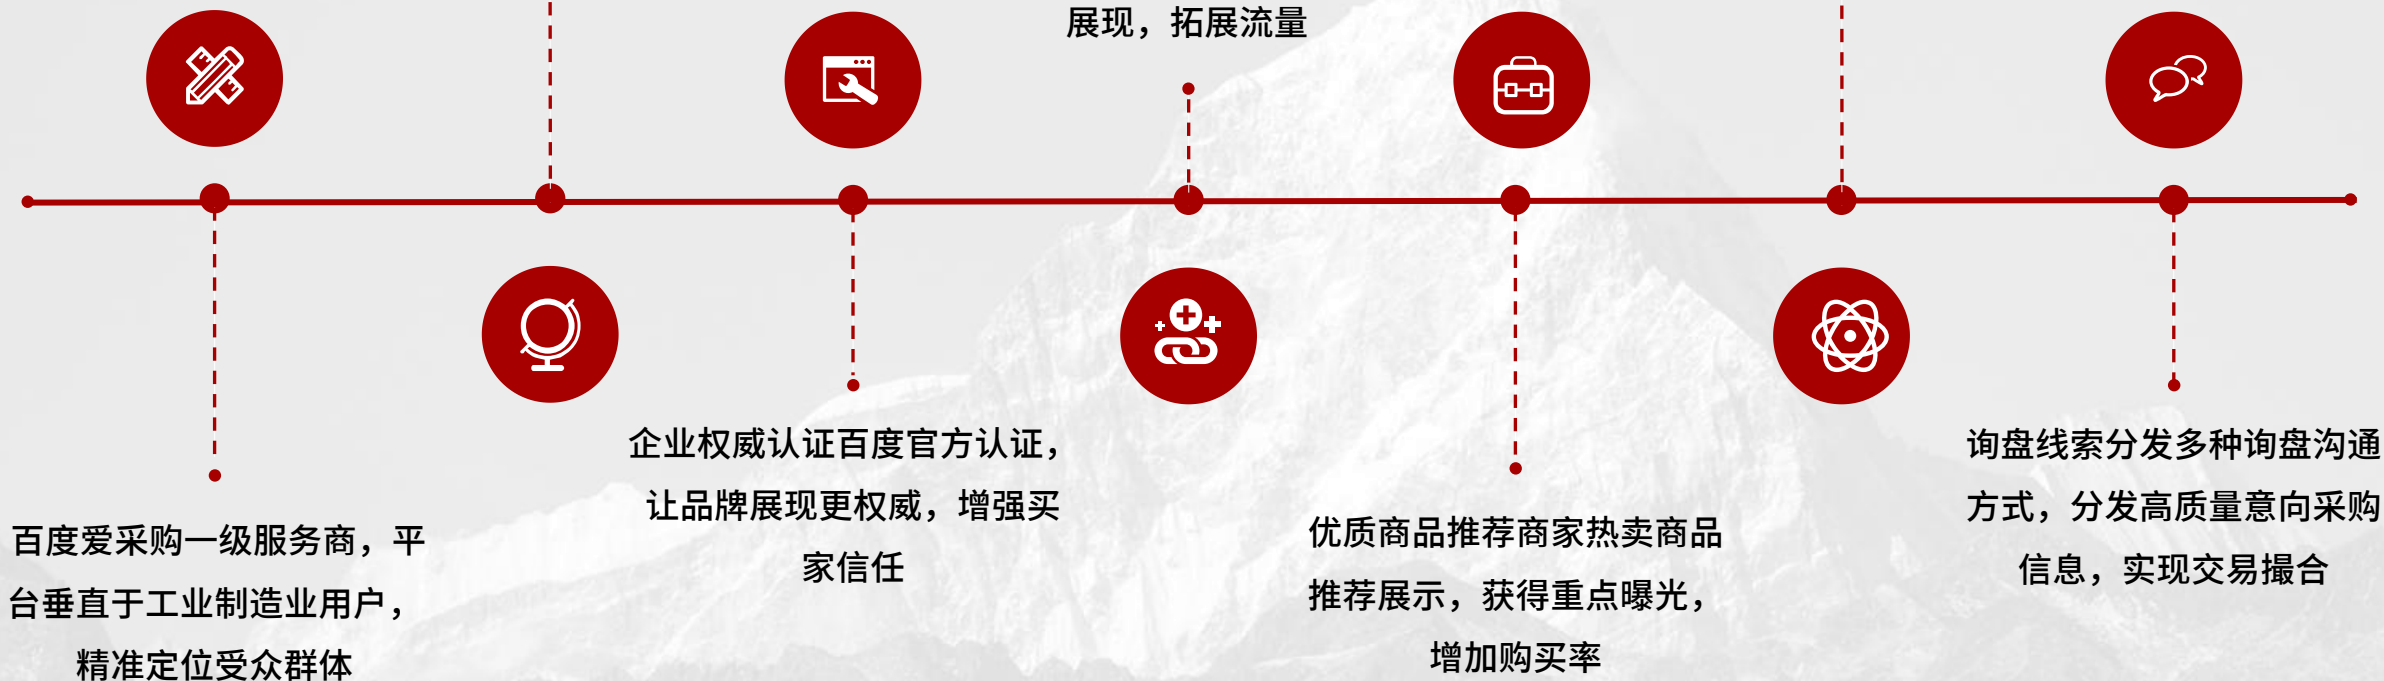 展现，拓展流量
百度爱采购一级服务商，平
台垂直于工业制造业用户，
精准定位受众群体
企业权威认证百度官方认证，
让品牌展现更权威，增强买
家信任
优质商品推荐商家热卖商品
推荐展示，获得重点曝光，
增加购买率
询盘线索分发多种询盘沟通
方式，分发高质量意向采购
信息，实现交易撮合